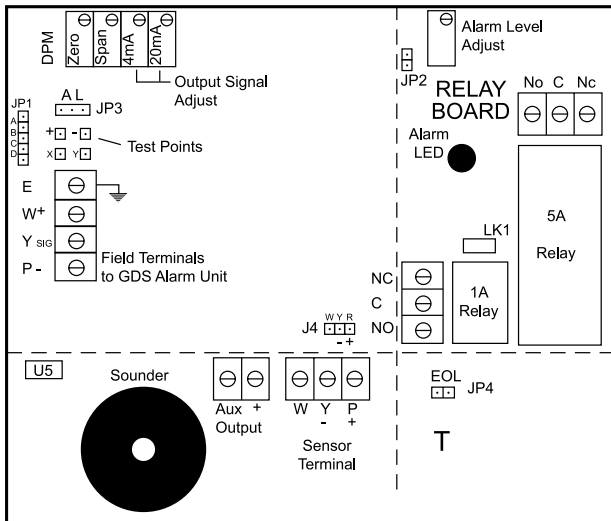 DPM
Zero
Span
4mA
20mA
Output Signal
Adjust
Alarm Level
Adjust
JP2
RELAY
BOARD
No C Nc
Alarm
LED
JP1
A
B
C
D
A L
JP3
+ -
X Y
Test Points
E
W+
Y SIG
P -
Field Terminals
to GDS Alarm Unit
LK1
5A
Relay
1A
Relay
NC
C
NO
J4
W Y R
- +
U5
Sounder
Aux +
Output
W Y P
- +
Sensor
Terminal
EOL
JP4
T